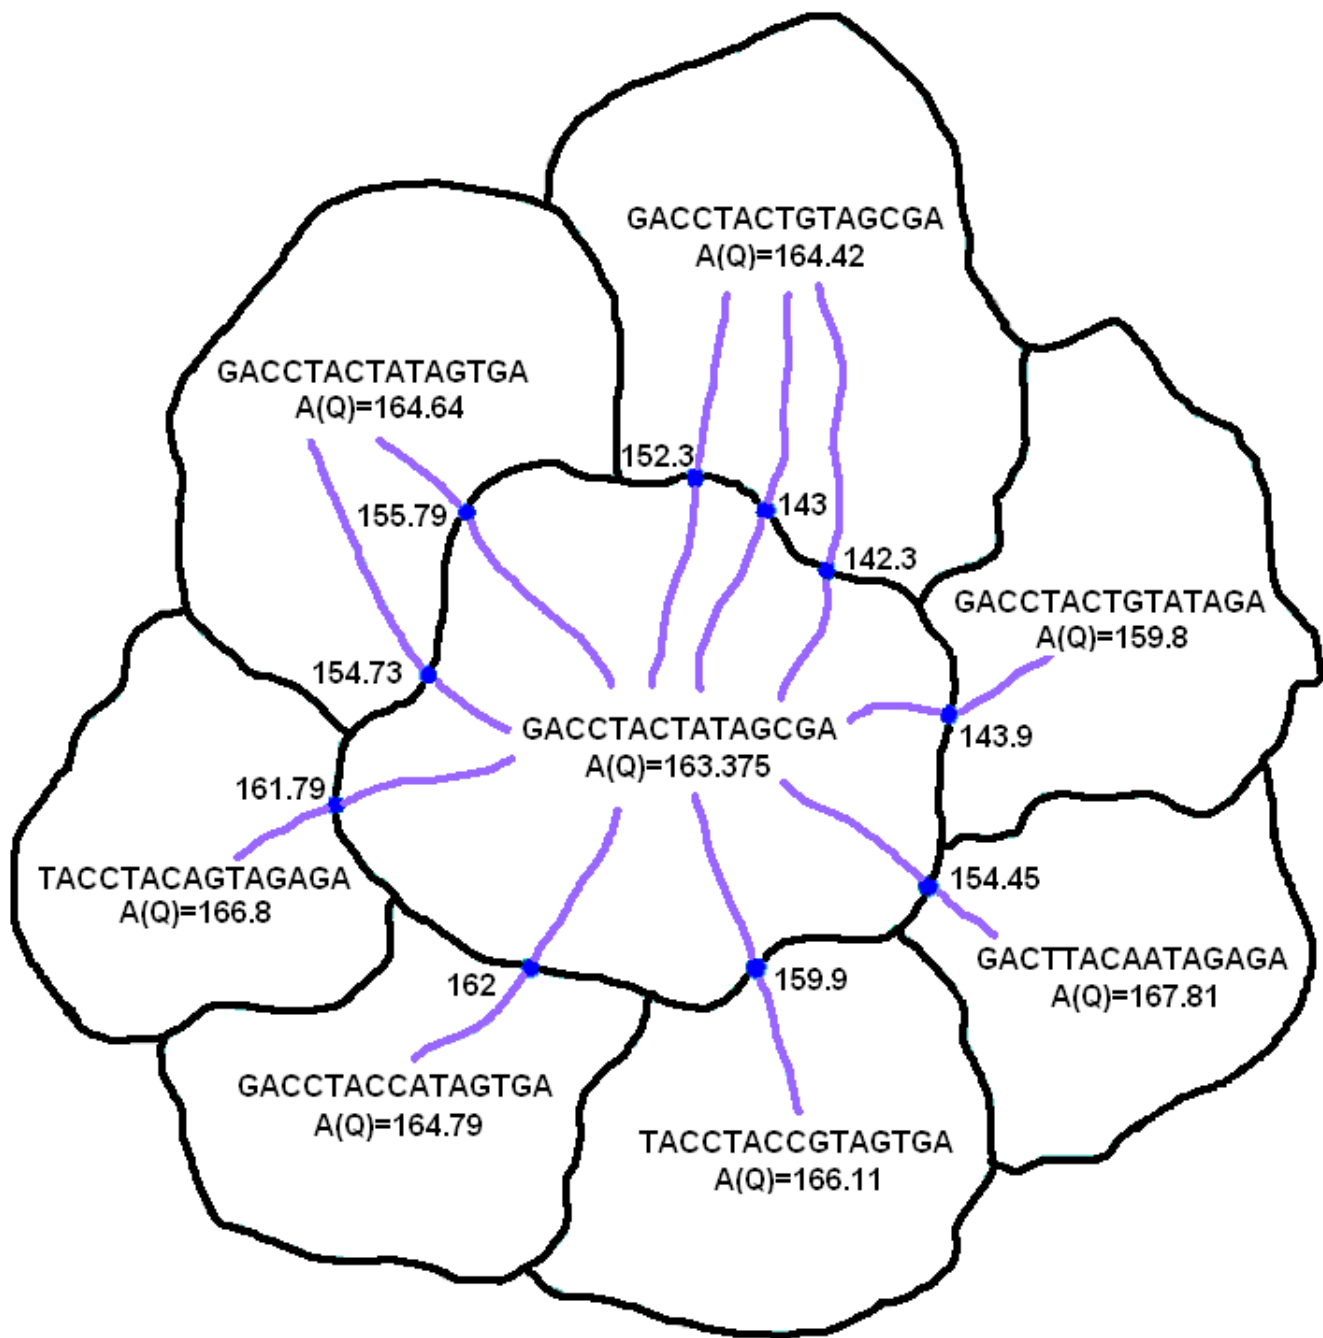 GACCTACTGTAGCGA
A(Q)=164.42
GACCTACTATAGTGA
A(Q)=164.64
152.3
155.79
143
142.3
GACCTACTGTATAGA
A(Q)=159.8
154.73
GACCTACTATAGCGA
A(Q)=163.375
143.9
161.79
TACCTACAGTAGAGA
A(Q)=166.8
154.45
GACTTACAATAGAGA
A(Q)=167.81
162
159.9
GACCTACCATAGTGA
A(Q)=164.79
TACCTACCGTAGTGA
A(Q)=166.11